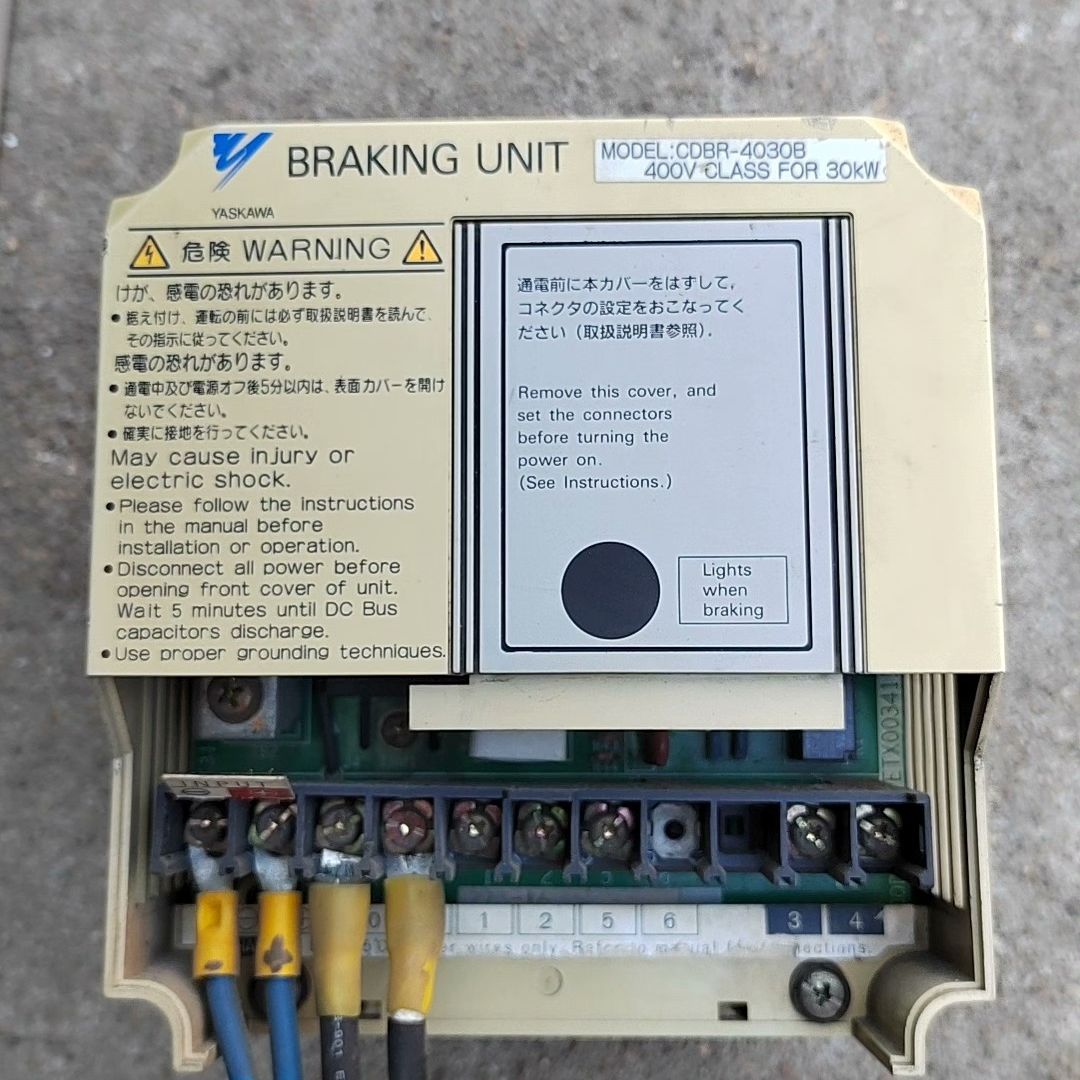 BRAKING UNIT
MODEL:CDBR-4030B
400V CLASS FOR 30kW
YASKAWA
危険 WARNING
けが、感電の恐れがあります。
● 据え付け、運転の前には必ず取扱説明書を読んで、
その指示に従ってください。
感電の恐れがあります。
● 通電中及び電源オフ後5分以内は、表面カバーを開け
ないでください。
● 確実に接地を行ってください。
May cause injury or
electric shock.
● Please follow the instructions
in the manual before
installation or operation.
● Disconnect all power before
opening front cover of unit.
Wait 5 minutes until DC Bus
capacitors discharge.
● Use proper grounding techniques.
通電前に本カバーをはずして,
コネクタの設定をおこなってく
ださい（取扱説明書参照）.
Remove this cover, and
set the connectors
before turning the
power on.
(See Instructions.)
Lights
when
braking
ETX00341
INPUT
0 1 2 5 6 3 4
wires only. Refer to manual